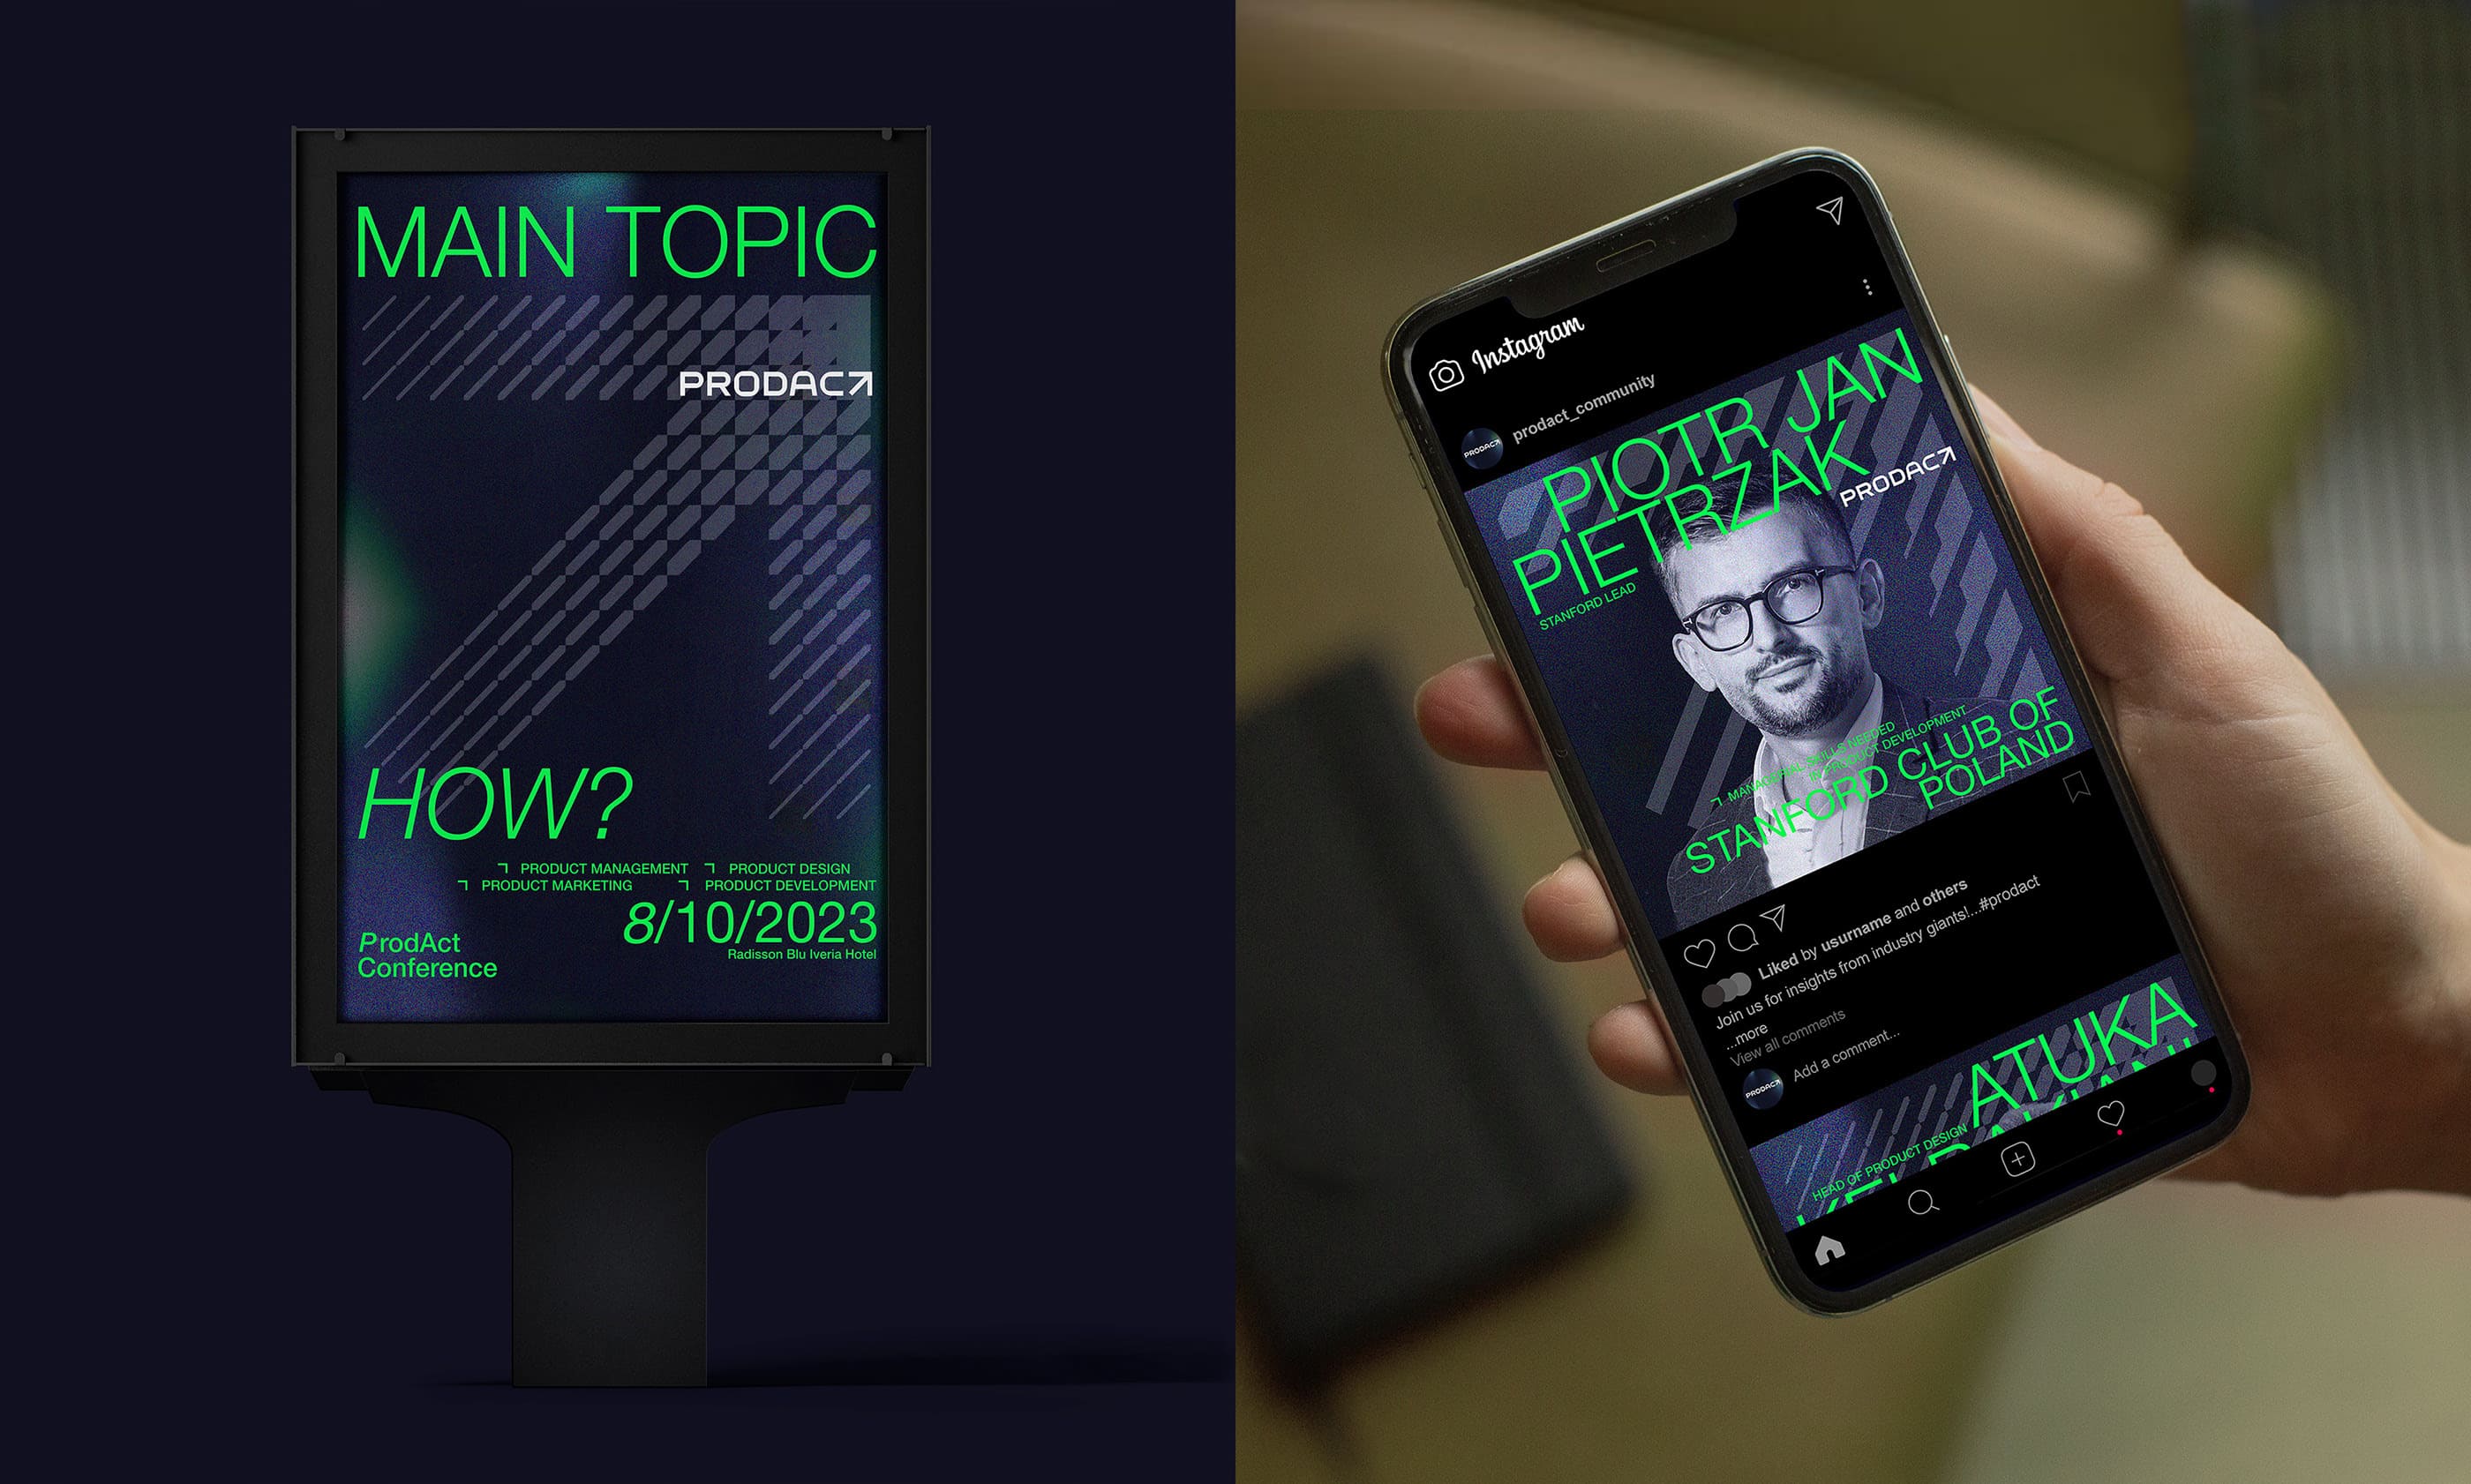 MAIN TOPIC
PRODAC
HOW?
PRODUCT MANAGEMENT PRODUCT DESIGN
PRODUCT MARKETING PRODUCT DEVELOPMENT
8/10/2023
Radisson Blu Iveria Hotel
ProdAct
Conference
Instagram
prodact_community
PRODAC
PIOTR JAN
PIETRZAK
PRODAC
STANFORD LEAD
MANAGERIAL SKILLS NEEDED
IN PRODUCT DEVELOPMENT
STANFORD CLUB OF
POLAND
Liked by usurname and others
Join us for insights from industry giants!...#prodact
...more
View all comments
PRODAC
Add a comment...
ATUKA
HEAD OF PRODUCT DESIGN